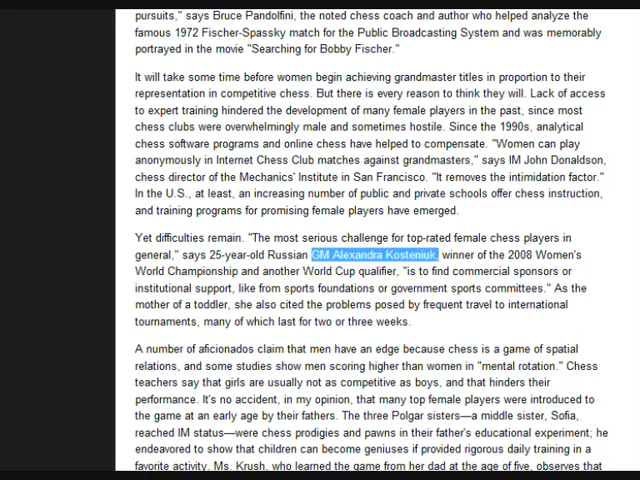 pursuits," says Bruce Pandolfini, the noted chess coach and author who helped analyze the
famous 1972 Fischer-Spassky match for the Public Broadcasting System and was memorably
portrayed in the movie "Searching for Bobby Fischer."
It will take some time before women begin achieving grandmaster titles in proportion to their
representation in competitive chess. But there is every reason to think they will. Lack of access
to expert training hindered the development of many female players in the past, since most
chess clubs were overwhelmingly male and sometimes hostile. Since the 1990s, analytical
chess software programs and online chess have helped to compensate. "Women can play
anonymously in Internet Chess Club matches against grandmasters," says IM John Donaldson,
chess director of the Mechanics' Institute in San Francisco. "It removes the intimidation factor."
In the U.S., at least, an increasing number of public and private schools offer chess instruction,
and training programs for promising female players have emerged.
Yet difficulties remain. "The most serious challenge for top-rated female chess players in
general," says 25-year-old Russian GM Alexandra Kosteniuk, winner of the 2008 Women's
World Championship and another World Cup qualifier, "is to find commercial sponsors or
institutional support, like from sports foundations or government sports committees." As the
mother of a toddler, she also cited the problems posed by frequent travel to international
tournaments, many of which last for two or three weeks.
A number of aficionados claim that men have an edge because chess is a game of spatial
relations, and some studies show men scoring higher than women in "mental rotation." Chess
teachers say that girls are usually not as competitive as boys, and that hinders their
performance. It's no accident, in my opinion, that many top female players were introduced to
the game at an early age by their fathers. The three Polgar sisters—a middle sister, Sofia,
reached IM status—were chess prodigies and pawns in their father's educational experiment; he
endeavored to show that children can become geniuses if provided rigorous daily training in a
favorite activity. Ms. Krush, who learned the game from her dad at the age of five, observes that